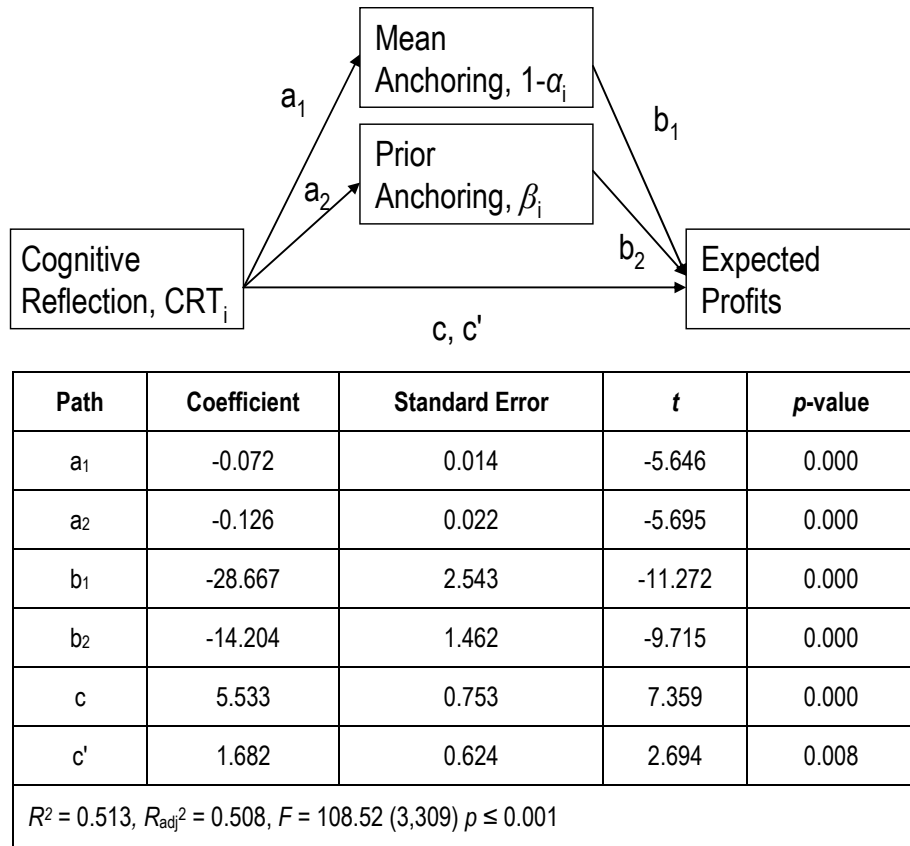 Mean
Anchoring, 1-αi
a1
b1
Prior
Anchoring, βi
a2
b2
Cognitive
Reflection, CRTi
Expected
Profits
c, c'
Path Coefficient Standard Error t p-value
a1 -0.072 0.014 -5.646 0.000
a2 -0.126 0.022 -5.695 0.000
b1 -28.667 2.543 -11.272 0.000
b2 -14.204 1.462 -9.715 0.000
c 5.533 0.753 7.359 0.000
c' 1.682 0.624 2.694 0.008
R2 = 0.513, Radj2 = 0.508, F = 108.52 (3,309) p ≤ 0.001